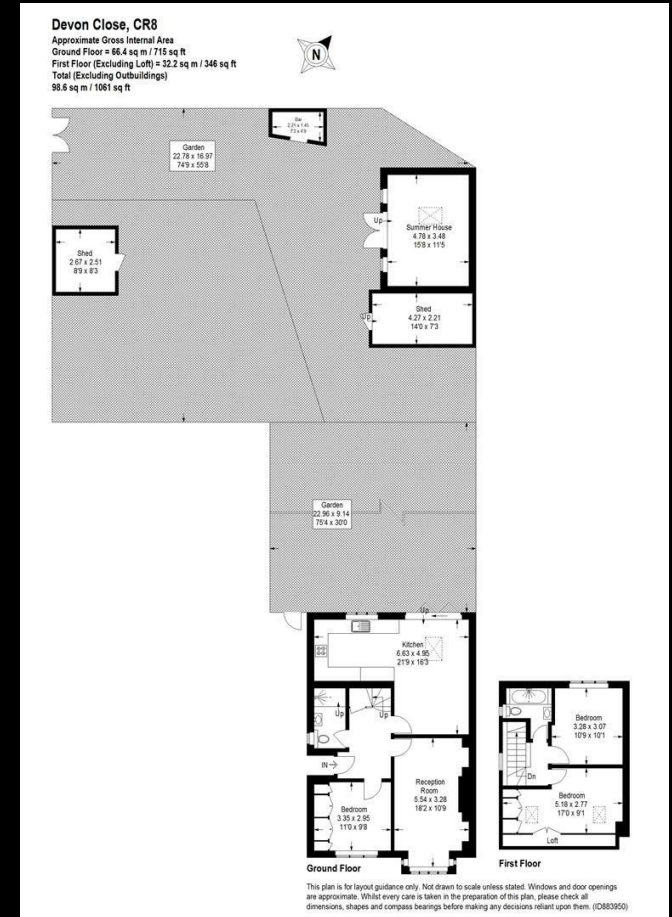 Devon Close, CR8
Approximate Gross Internal Area
Ground Floor = 66.4 sq m / 715 sq ft
First Floor (Excluding Loft) = 32.2 sq m / 346 sq ft
Total (Excluding Outbuildings)
98.6 sq m / 1061 sq ft
N
Bar
2.21 x 1.45
7'3 x 4'9
Garden
22.78 x 16.97
74'9 x 55'8
Up
Summer House
4.78 x 3.48
15'8 x 11'5
Shed
2.67 x 2.51
8'9 x 8'3
Up
Shed
4.27 x 2.21
14'0 x 7'3
Garden
22.96 x 9.14
75'4 x 30'0
Up
Kitchen
6.63 x 4.95
21'9 x 16'3
Up
Up
IN
Reception
Room
5.54 x 3.28
18'2 x 10'9
Bedroom
3.35 x 2.95
11'0 x 9'8
Ground Floor
Bedroom
3.28 x 3.07
10'9 x 10'1
Dn
Bedroom
5.18 x 2.77
17'0 x 9'1
Loft
First Floor
This plan is for layout guidance only. Not drawn to scale unless stated. Windows and door openings
are approximate. Whilst every care is taken in the preparation of this plan, please check all
dimensions, shapes and compass bearings before making any decisions reliant upon them. (ID883950)